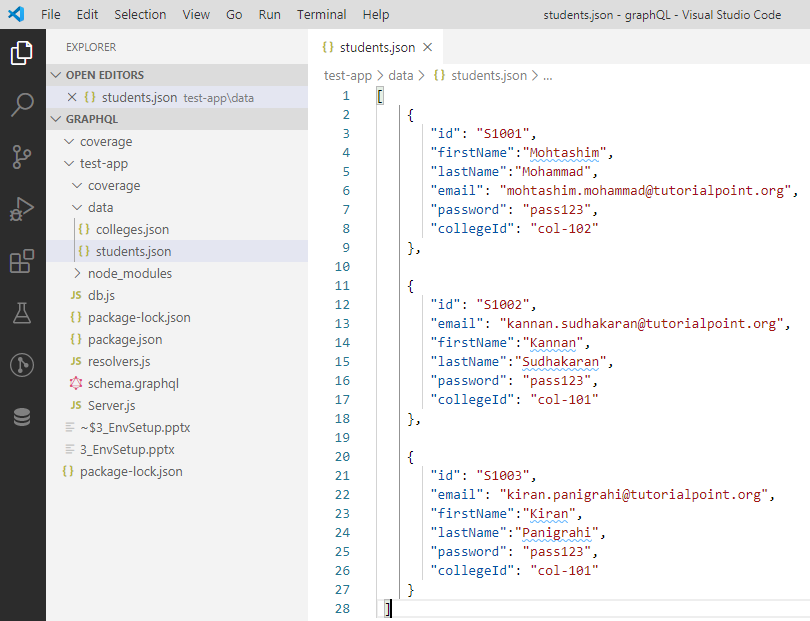 File Edit Selection View Go Run Terminal Help students.json - graphQL - Visual Studio Code
EXPLORER
OPEN EDITORS
students.json test-app\data
GRAPHQL
coverage
test-app
coverage
data
{} colleges.json
{} students.json
node_modules
JS db.js
{} package-lock.json
{} package.json
JS resolvers.js
schema.graphql
JS Server.js
~$3_EnvSetup.pptx
3_EnvSetup.pptx
{} package-lock.json
{} students.json ×
test-app > data > {} students.json > ...
1 [
2 {
3 "id": "S1001",
4 "firstName":"Mohtashim",
5 "lastName":"Mohammad",
6 "email": "mohtashim.mohammad@tutorialpoint.org",
7 "password": "pass123",
8 "collegeId": "col-102"
9 },
10
11 {
12 "id": "S1002",
13 "email": "kannan.sudhakaran@tutorialpoint.org",
14 "firstName":"Kannan",
15 "lastName":"Sudhakaran",
16 "password": "pass123",
17 "collegeId": "col-101"
18 },
19
20 {
21 "id": "S1003",
22 "email": "kiran.panigrahi@tutorialpoint.org",
23 "firstName":"Kiran",
24 "lastName":"Panigrahi",
25 "password": "pass123",
26 "collegeId": "col-101"
27 }
28 ]